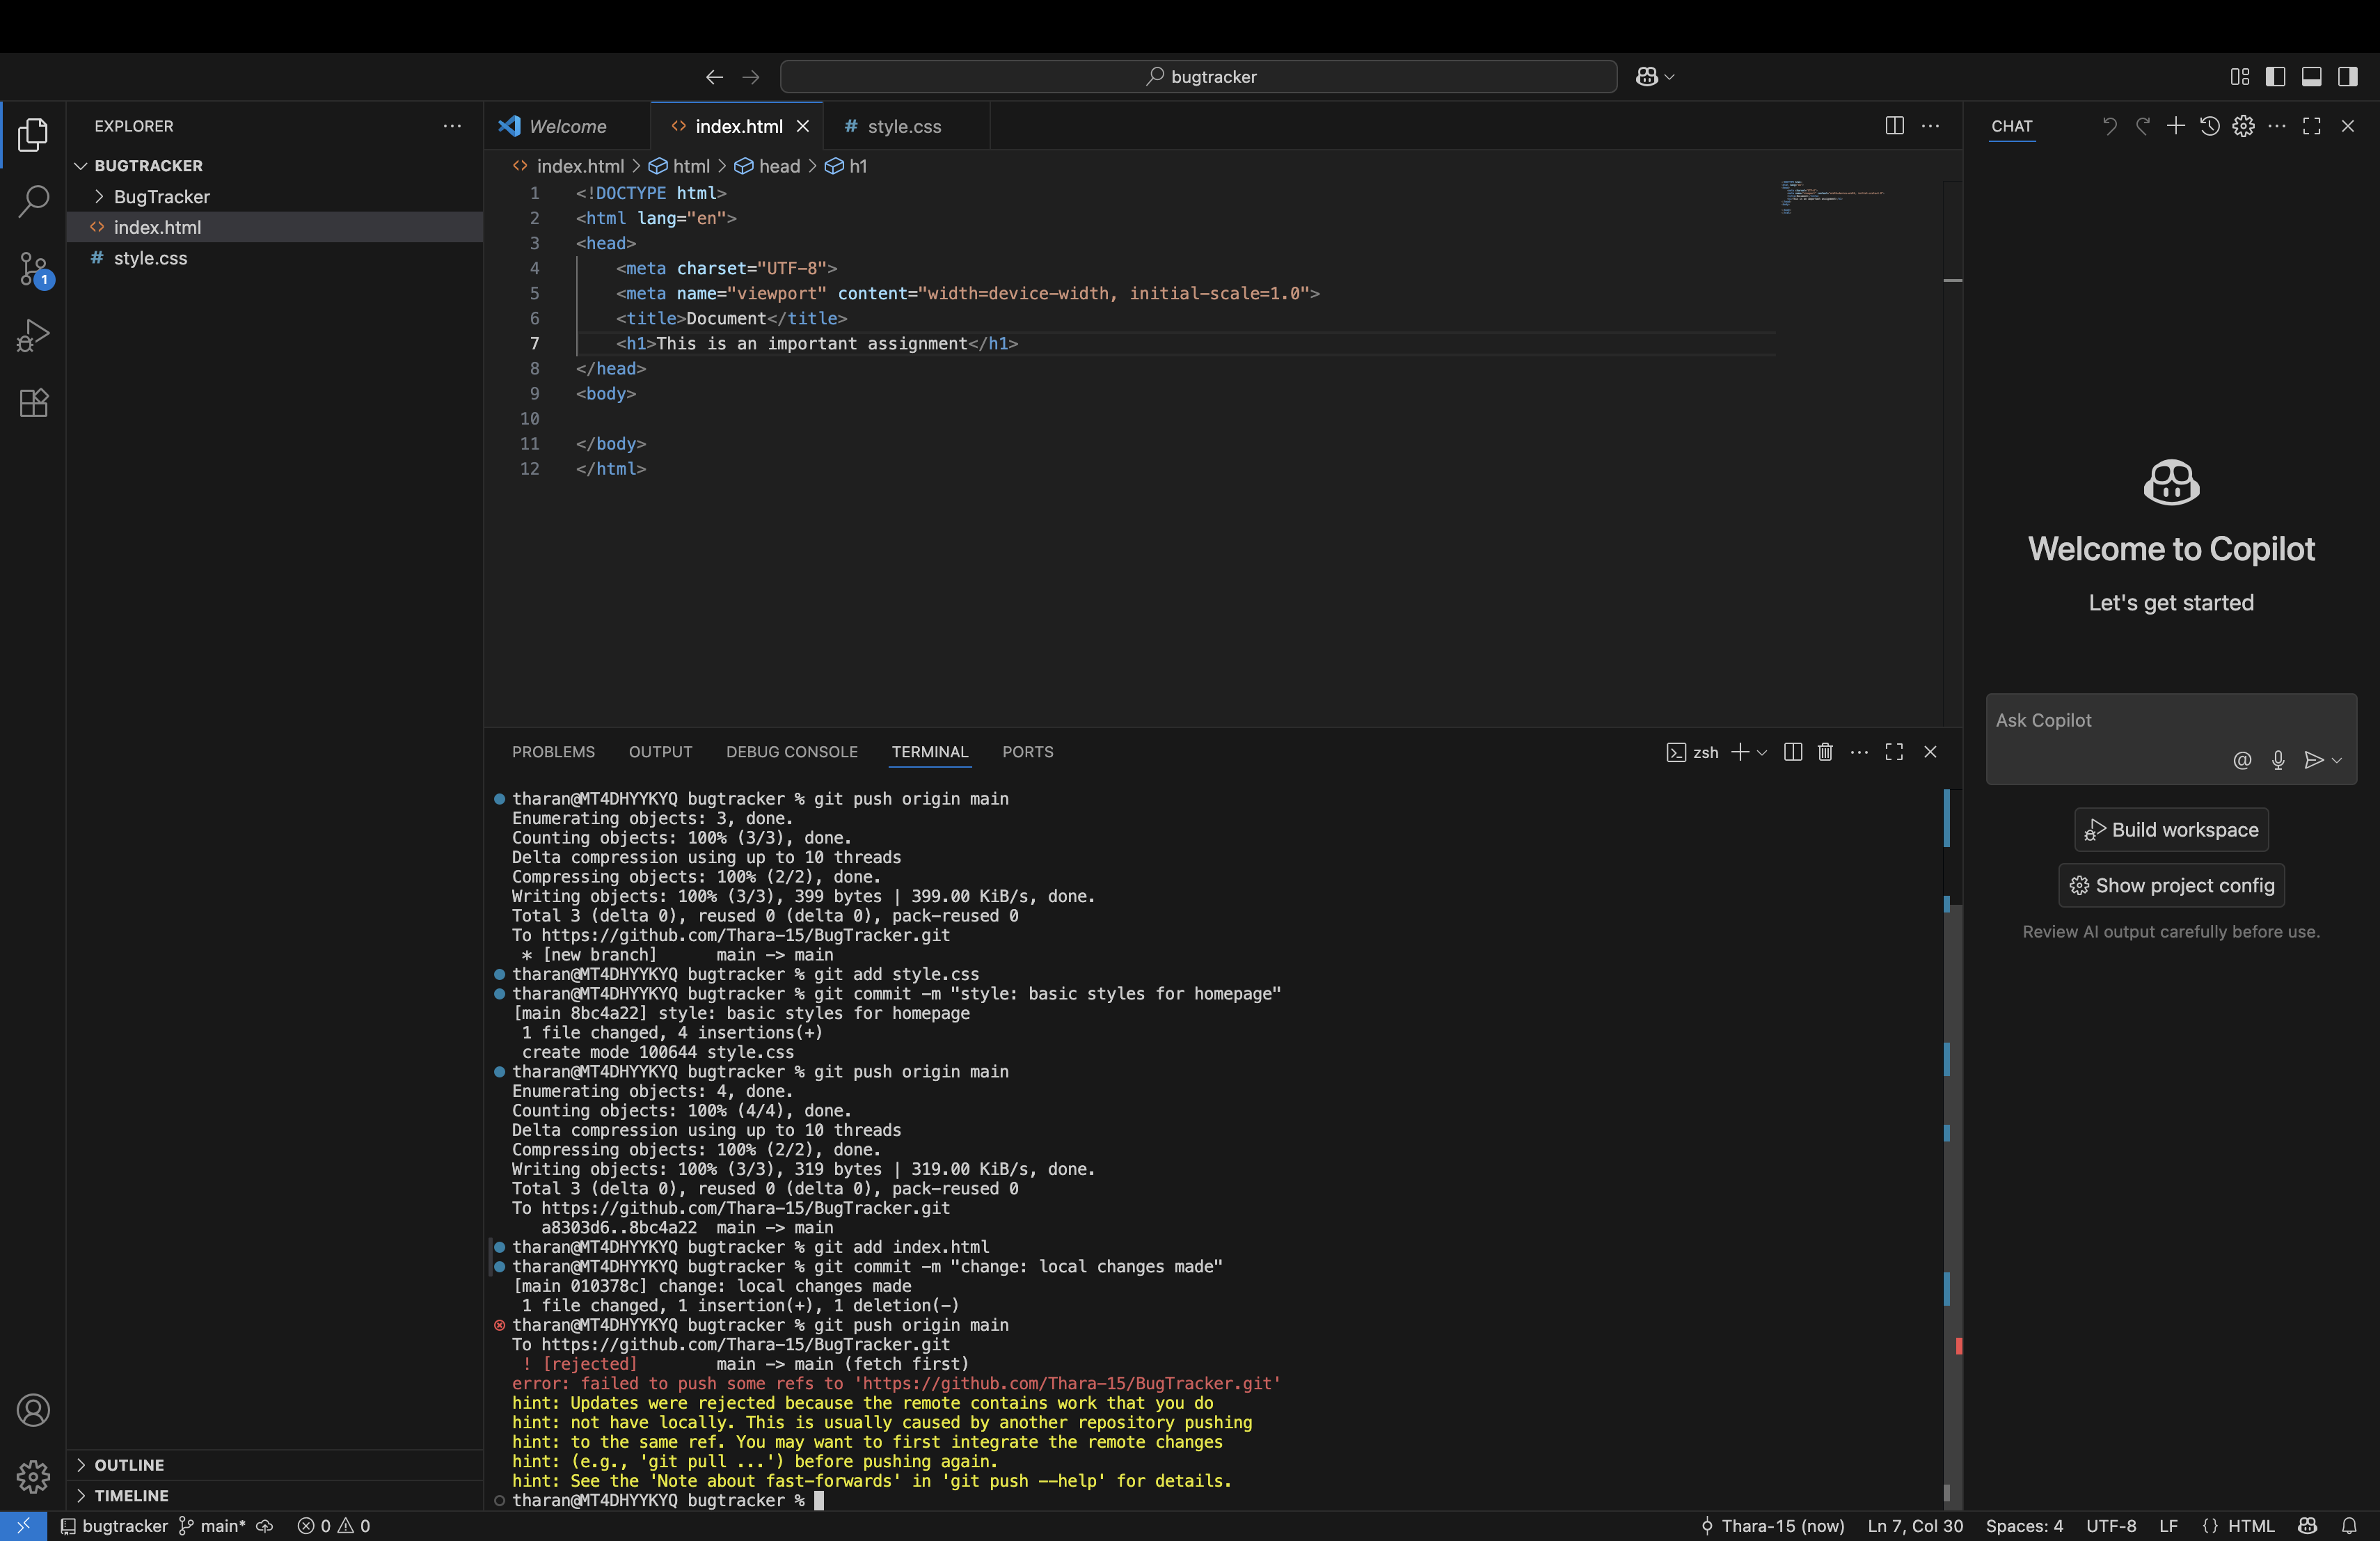 bugtracker
EXPLORER
BUGTRACKER
BugTracker
index.html
style.css
1
OUTLINE
TIMELINE
Welcome
index.html
style.css
index.html > html > head > h1
1 <!DOCTYPE html>
2 <html lang="en">
3 <head>
4 <meta charset="UTF-8">
5 <meta name="viewport" content="width=device-width, initial-scale=1.0">
6 <title>Document</title>
7 <h1>This is an important assignment</h1>
8 </head>
9 <body>
10
11 </body>
12 </html>
PROBLEMS OUTPUT DEBUG CONSOLE TERMINAL PORTS
zsh
tharan@MT4DHYYKYQ bugtracker % git push origin main
Enumerating objects: 3, done.
Counting objects: 100% (3/3), done.
Delta compression using up to 10 threads
Compressing objects: 100% (2/2), done.
Writing objects: 100% (3/3), 399 bytes | 399.00 KiB/s, done.
Total 3 (delta 0), reused 0 (delta 0), pack-reused 0
To https://github.com/Thara-15/BugTracker.git
* [new branch] main -> main
tharan@MT4DHYYKYQ bugtracker % git add style.css
tharan@MT4DHYYKYQ bugtracker % git commit -m "style: basic styles for homepage"
[main 8bc4a22] style: basic styles for homepage
1 file changed, 4 insertions(+)
create mode 100644 style.css
tharan@MT4DHYYKYQ bugtracker % git push origin main
Enumerating objects: 4, done.
Counting objects: 100% (4/4), done.
Delta compression using up to 10 threads
Compressing objects: 100% (2/2), done.
Writing objects: 100% (3/3), 319 bytes | 319.00 KiB/s, done.
Total 3 (delta 0), reused 0 (delta 0), pack-reused 0
To https://github.com/Thara-15/BugTracker.git
a8303d6..8bc4a22 main -> main
tharan@MT4DHYYKYQ bugtracker % git add index.html
tharan@MT4DHYYKYQ bugtracker % git commit -m "change: local changes made"
[main 010378c] change: local changes made
1 file changed, 1 insertion(+), 1 deletion(-)
tharan@MT4DHYYKYQ bugtracker % git push origin main
To https://github.com/Thara-15/BugTracker.git
! [rejected] main -> main (fetch first)
error: failed to push some refs to 'https://github.com/Thara-15/BugTracker.git'
hint: Updates were rejected because the remote contains work that you do
hint: not have locally. This is usually caused by another repository pushing
hint: to the same ref. You may want to first integrate the remote changes
hint: (e.g., 'git pull ...') before pushing again.
hint: See the 'Note about fast-forwards' in 'git push --help' for details.
tharan@MT4DHYYKYQ bugtracker %
CHAT
Welcome to Copilot
Let's get started
Ask Copilot
Build workspace
Show project config
Review AI output carefully before use.
bugtracker main* 0 0
Thara-15 (now) Ln 7, Col 30 Spaces: 4 UTF-8 LF {} HTML